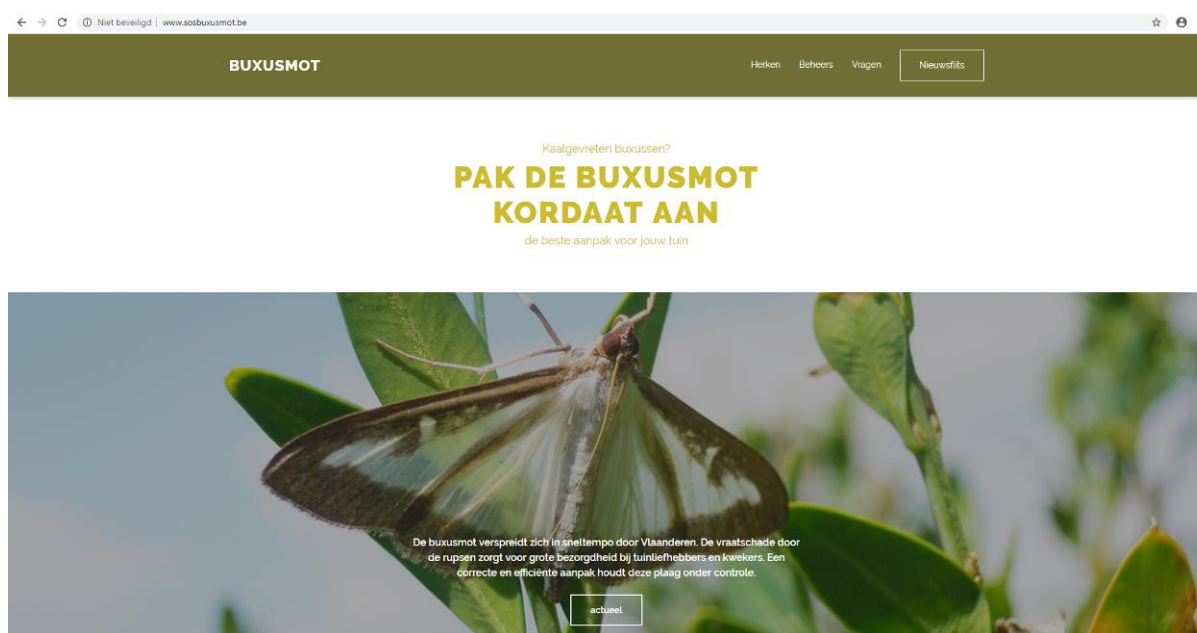 Niet beveiligd | www.sosbuxusmot.be
BUXUSMOT
Herken Beheers Vragen Nieuwsflits
Kaalgevreten buxussen?
PAK DE BUXUSMOT
KORDAAT AAN
de beste aanpak voor jouw tuin
De buxusmot verspreidt zich in sneltempo door Vlaanderen. De vraatschade door
de rupsen zorgt voor grote bezorgdheid bij tuinliefhebbers en kwekers. Een
correcte en efficiënte aanpak houdt deze plaag onder controle.
actueel